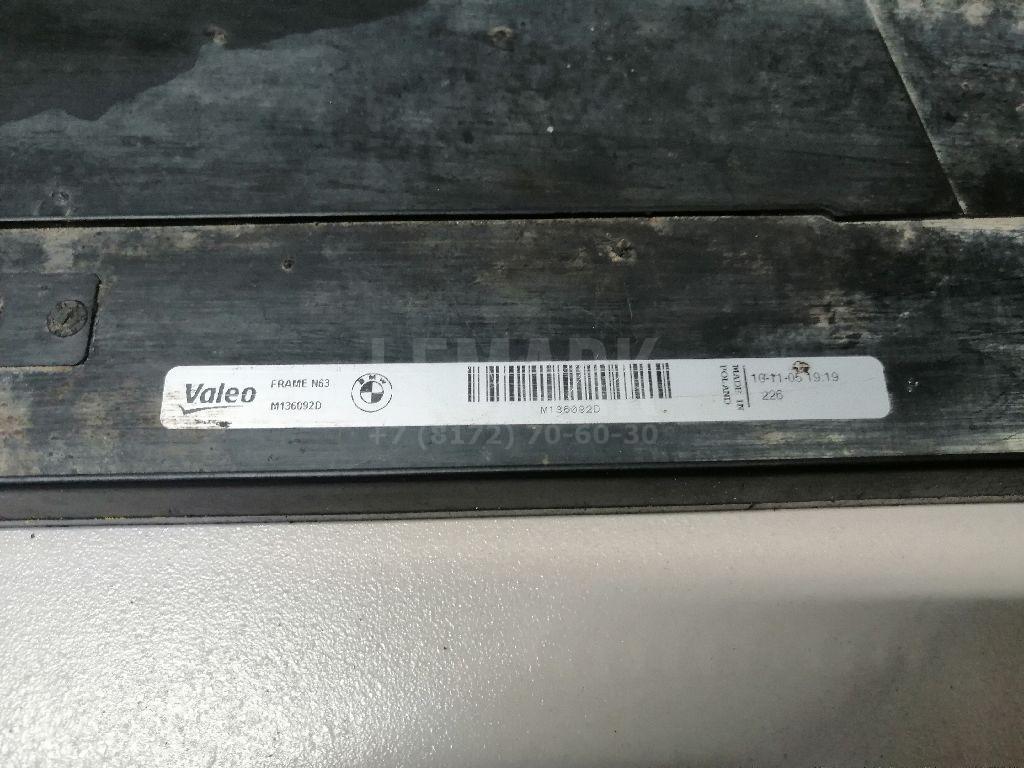 LEMARK
Valeo
FRAME N63
M136092D
BMW
M136092D
MADE IN
POLAND
10-11-05 19:19
226
+7 (8172) 70-60-30